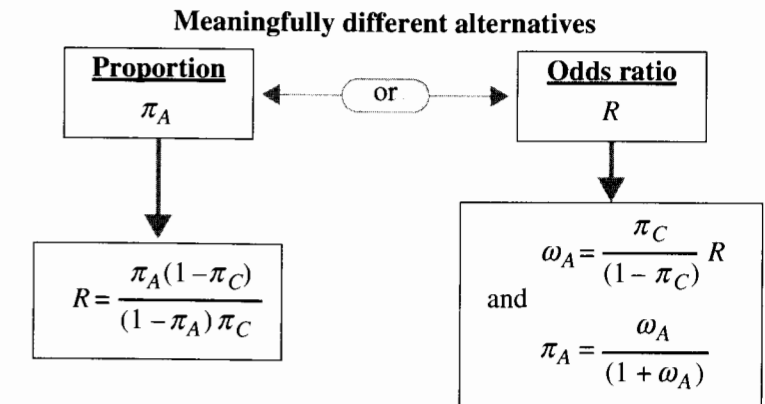 Meaningfully different alternatives
Proportion
π_A
or
Odds ratio
R
R = π_A(1 − π_C) / (1 − π_A) π_C
ω_A = π_C / (1 − π_C) R
and
π_A = ω_A / (1 + ω_A)